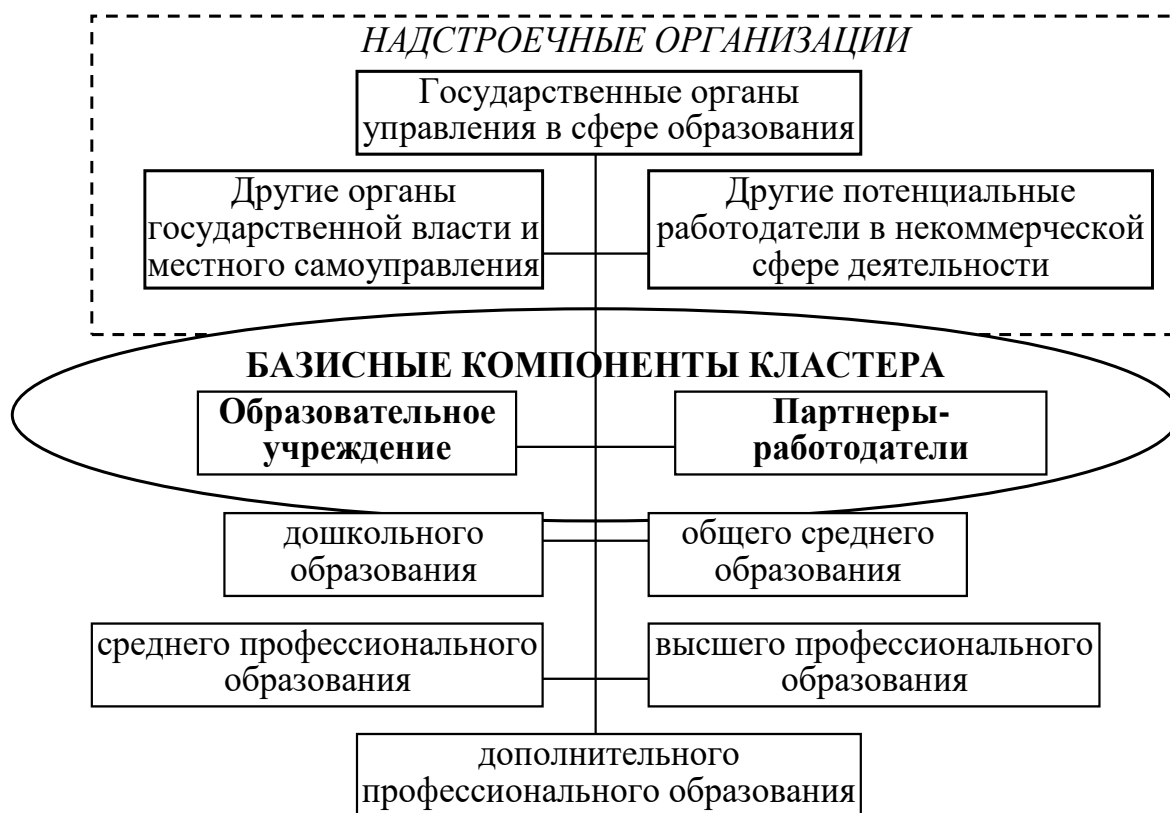 НАДСТРОЕЧНЫЕ ОРГАНИЗАЦИИ
Государственные органы
управления в сфере образования
Другие органы
государственной власти и
местного самоуправления
Другие потенциальные
работодатели в некоммерческой
сфере деятельности
БАЗИСНЫЕ КОМПОНЕНТЫ КЛАСТЕРА
Образовательное
учреждение
Партнеры-
работодатели
дошкольного
образования
общего среднего
образования
среднего профессионального
образования
высшего профессионального
образования
дополнительного
профессионального образования